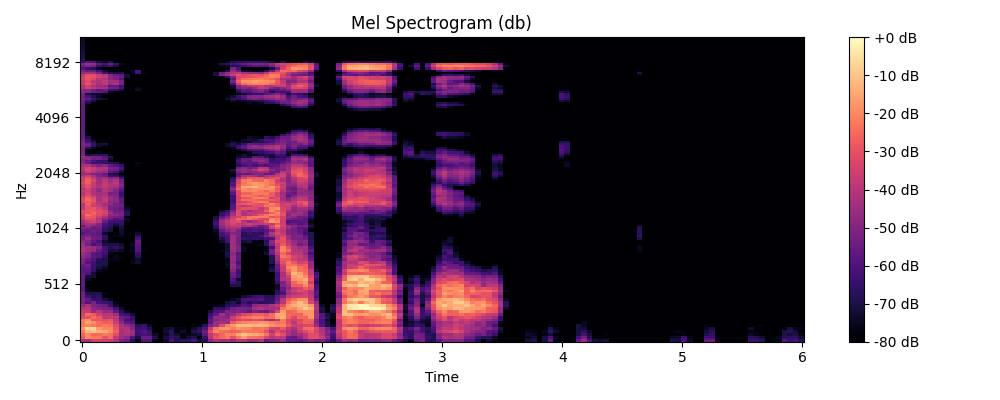 Mel Spectrogram (db)
8192
4096
2048
1024
512
0
Hz
0 1 2 3 4 5 6
Time
+0 dB
-10 dB
-20 dB
-30 dB
-40 dB
-50 dB
-60 dB
-70 dB
-80 dB